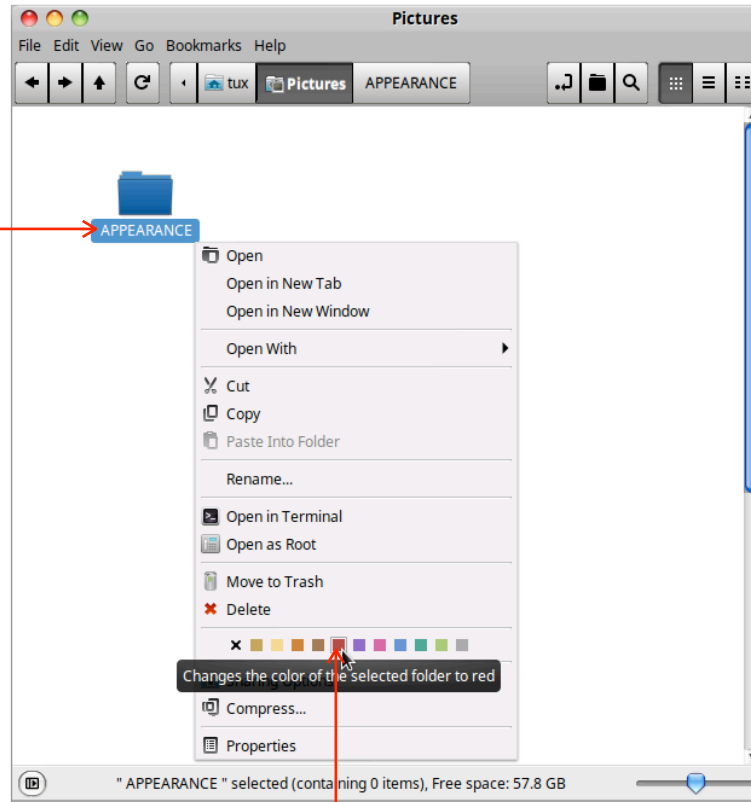 Pictures
File Edit View Go Bookmarks Help
tux Pictures APPEARANCE
APPEARANCE
Open
Open in New Tab
Open in New Window
Open With
Cut
Copy
Paste Into Folder
Rename...
Open in Terminal
Open as Root
Move to Trash
Delete
Changes the color of the selected folder to red
Sharing Options
Compress...
Properties
" APPEARANCE " selected (containing 0 items), Free space: 57.8 GB